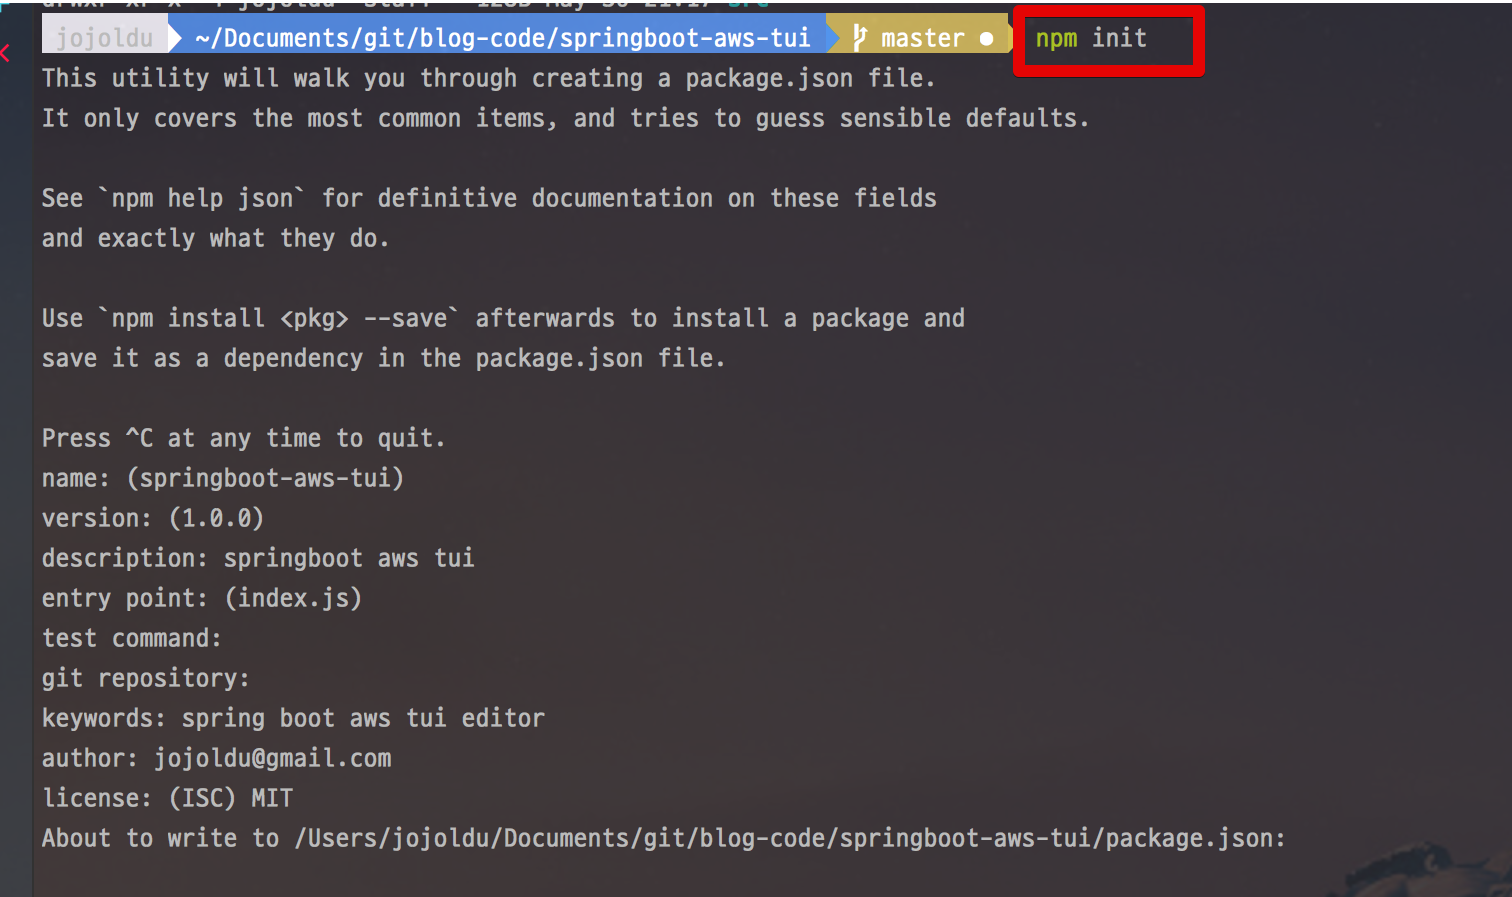 jojoldu ~/Documents/git/blog-code/springboot-aws-tui master ● npm init
This utility will walk you through creating a package.json file.
It only covers the most common items, and tries to guess sensible defaults.
See `npm help json` for definitive documentation on these fields
and exactly what they do.
Use `npm install <pkg> --save` afterwards to install a package and
save it as a dependency in the package.json file.
Press ^C at any time to quit.
name: (springboot-aws-tui)
version: (1.0.0)
description: springboot aws tui
entry point: (index.js)
test command:
git repository:
keywords: spring boot aws tui editor
author: jojoldu@gmail.com
license: (ISC) MIT
About to write to /Users/jojoldu/Documents/git/blog-code/springboot-aws-tui/package.json: